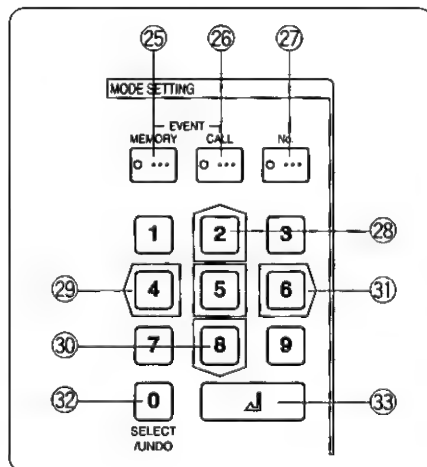 25 26 27
MODE SETTING
EVENT
MEMORY CALL No.
1 2 3 28
29 4 5 6 31
30 7 8 9
32 0 33
SELECT
/UNDO